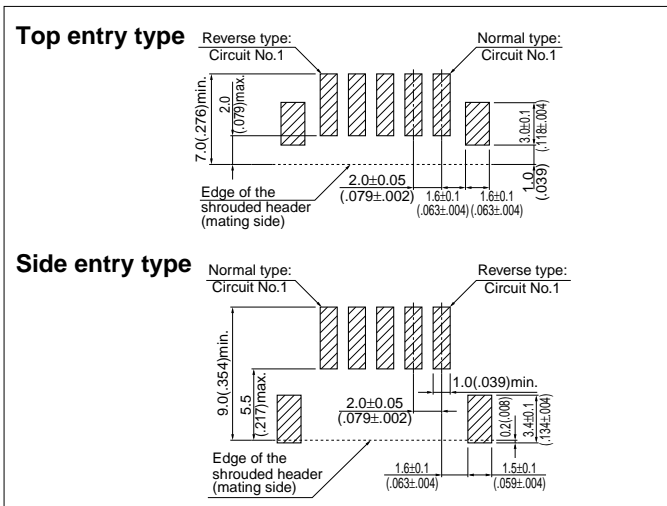 Top entry type
Reverse type:
Circuit No.1
Normal type:
Circuit No.1
7.0(.276)min.
2.0
(.079)max.
3.0±0.1
(.118±.004)
1.0
(.039)
Edge of the
shrouded header
(mating side)
2.0±0.05
(.079±.002)
1.6±0.1
(.063±.004)
1.6±0.1
(.063±.004)
Side entry type
Normal type:
Circuit No.1
Reverse type:
Circuit No.1
9.0(.354)min.
5.5
(.217)max.
1.0(.039)min.
2.0±0.05
(.079±.002)
0.2(.008)
3.4±0.1
(.134±.004)
Edge of the
shrouded header
(mating side)
1.6±0.1
(.063±.004)
1.5±0.1
(.059±.004)